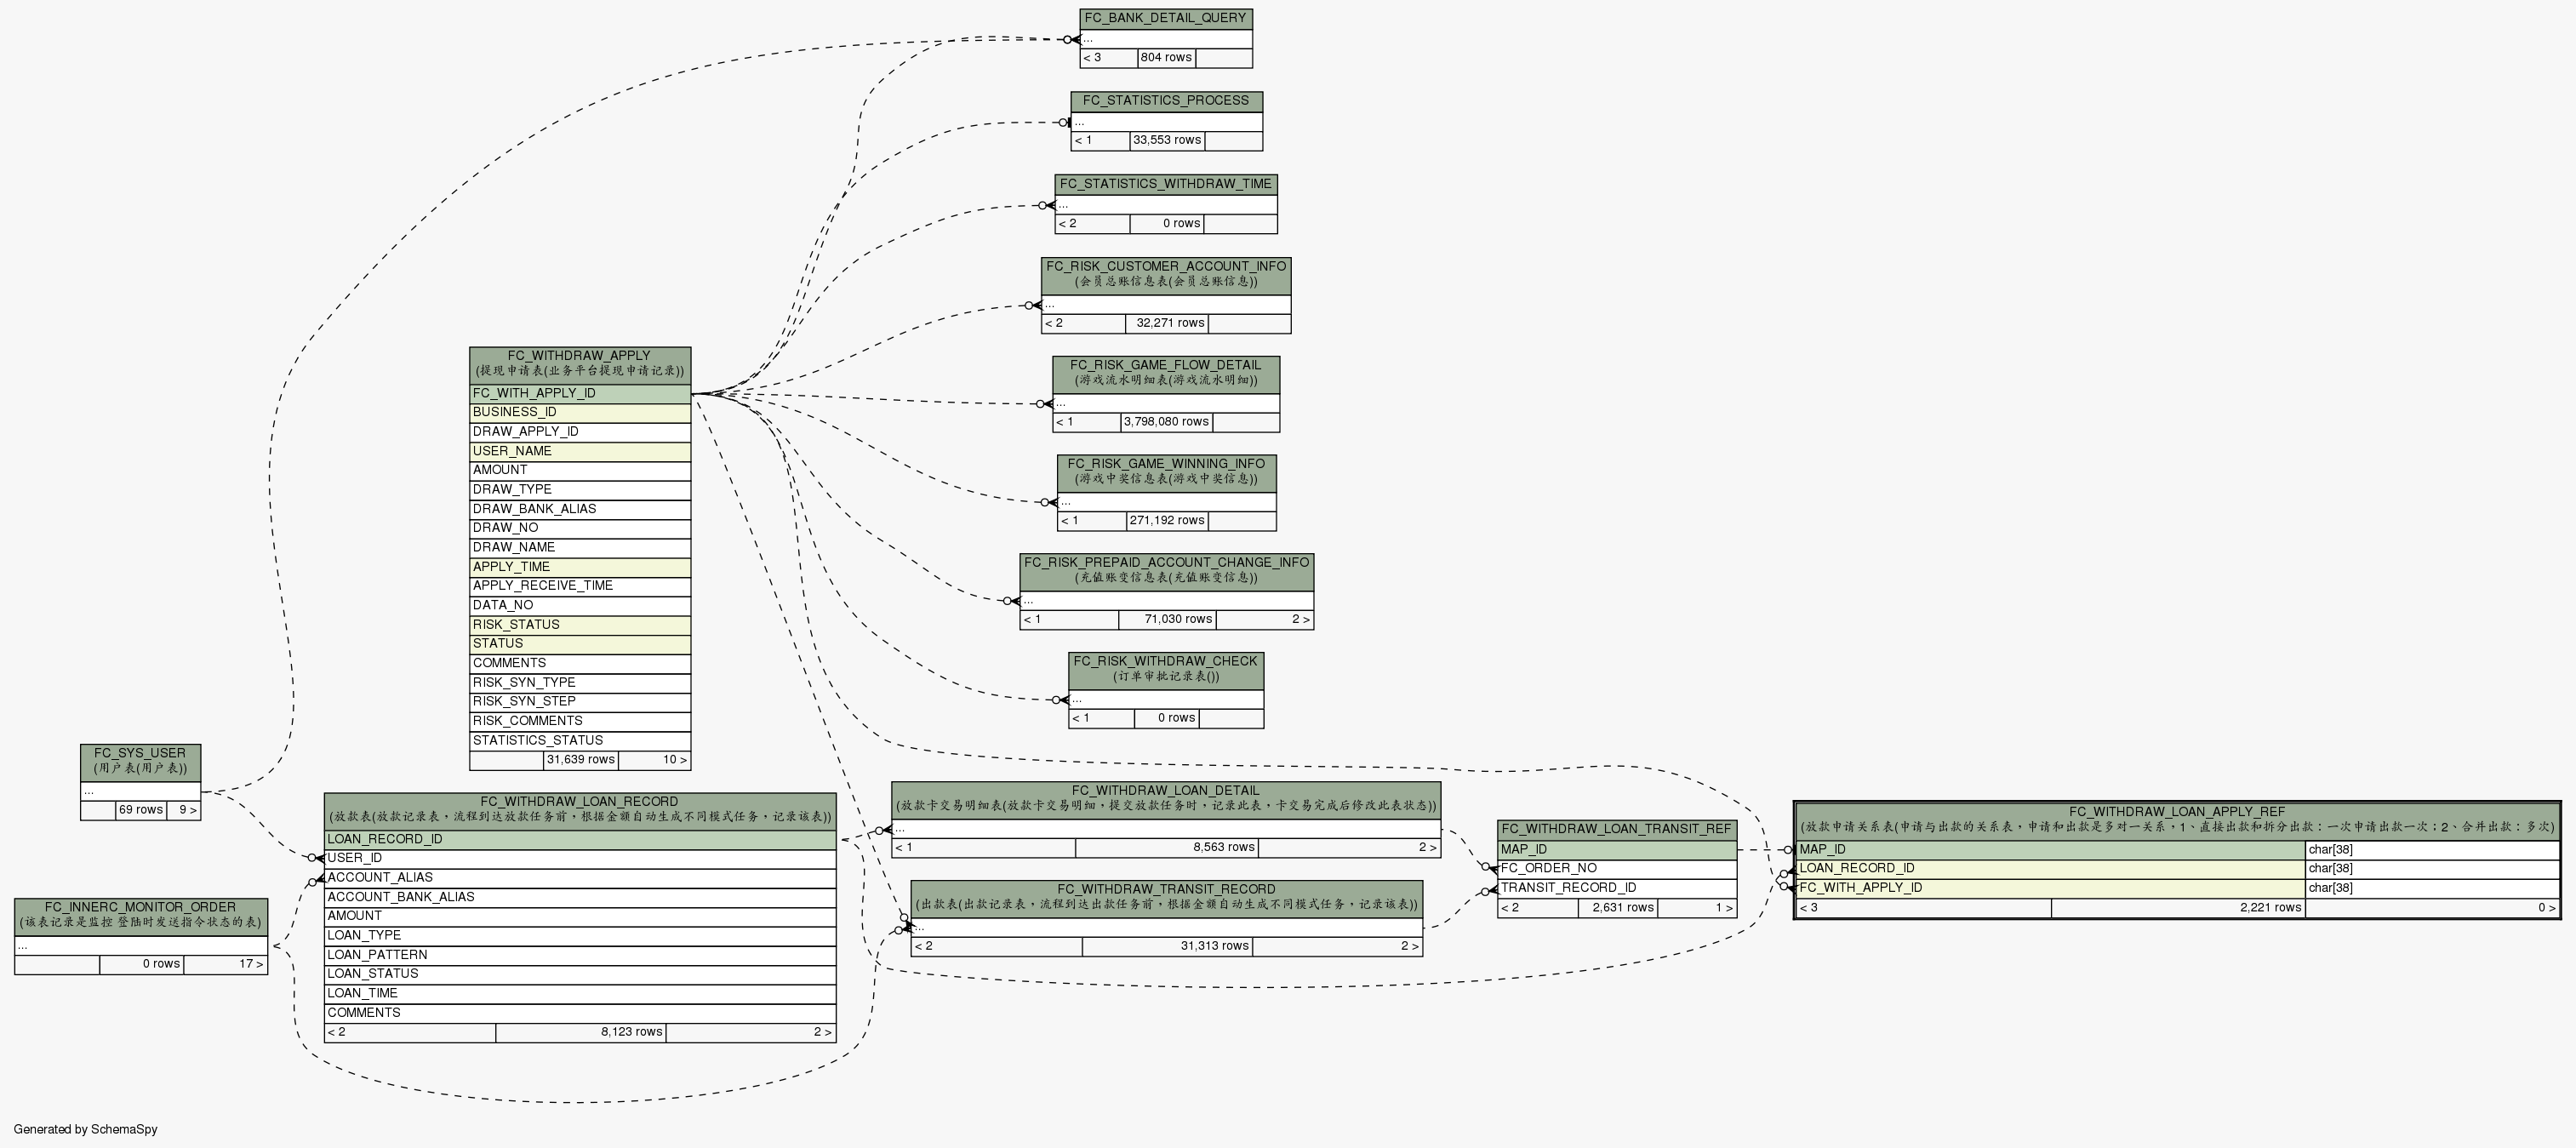 FC_BANK_DETAIL_QUERY
...
< 3 804 rows
FC_STATISTICS_PROCESS
...
< 1 33,553 rows
FC_STATISTICS_WITHDRAW_TIME
...
< 2 0 rows
FC_RISK_CUSTOMER_ACCOUNT_INFO
(会员总账信息表(会员总账信息))
...
< 2 32,271 rows
FC_RISK_GAME_FLOW_DETAIL
(游戏流水明细表(游戏流水明细))
...
< 1 3,798,080 rows
FC_RISK_GAME_WINNING_INFO
(游戏中奖信息表(游戏中奖信息))
...
< 1 271,192 rows
FC_RISK_PREPAID_ACCOUNT_CHANGE_INFO
(充值账变信息表(充值账变信息))
...
< 1 71,030 rows 2 >
FC_RISK_WITHDRAW_CHECK
(订单审批记录表())
...
< 1 0 rows
FC_WITHDRAW_APPLY
(提现申请表(业务平台提现申请记录))
FC_WITH_APPLY_ID
BUSINESS_ID
DRAW_APPLY_ID
USER_NAME
AMOUNT
DRAW_TYPE
DRAW_BANK_ALIAS
DRAW_NO
DRAW_NAME
APPLY_TIME
APPLY_RECEIVE_TIME
DATA_NO
RISK_STATUS
STATUS
COMMENTS
RISK_SYN_TYPE
RISK_SYN_STEP
RISK_COMMENTS
STATISTICS_STATUS
31,639 rows 10 >
FC_SYS_USER
(用户表(用户表))
...
69 rows 9 >
FC_INNERC_MONITOR_ORDER
(该表记录是监控 登陆时发送指令状态的表)
...
0 rows 17 >
FC_WITHDRAW_LOAN_RECORD
(放款表(放款记录表，流程到达放款任务前，根据金额自动生成不同模式任务，记录该表))
LOAN_RECORD_ID
USER_ID
ACCOUNT_ALIAS
ACCOUNT_BANK_ALIAS
AMOUNT
LOAN_TYPE
LOAN_PATTERN
LOAN_STATUS
LOAN_TIME
COMMENTS
< 2 8,123 rows 2 >
FC_WITHDRAW_LOAN_DETAIL
(放款卡交易明细表(放款卡交易明细，提交放款任务时，记录此表，卡交易完成后修改此表状态))
...
< 1 8,563 rows 2 >
FC_WITHDRAW_TRANSIT_RECORD
(出款表(出款记录表，流程到达出款任务前，根据金额自动生成不同模式任务，记录该表))
...
< 2 31,313 rows 2 >
FC_WITHDRAW_LOAN_TRANSIT_REF
MAP_ID
FC_ORDER_NO
TRANSIT_RECORD_ID
< 2 2,631 rows 1 >
FC_WITHDRAW_LOAN_APPLY_REF
(放款申请关系表(申请与出款的关系表，申请和出款是多对一关系，1、直接出款和拆分出款：一次申请出款一次；2、合并出款：多次)
MAP_ID char[38]
LOAN_RECORD_ID char[38]
FC_WITH_APPLY_ID char[38]
< 3 2,221 rows 0 >
Generated by SchemaSpy